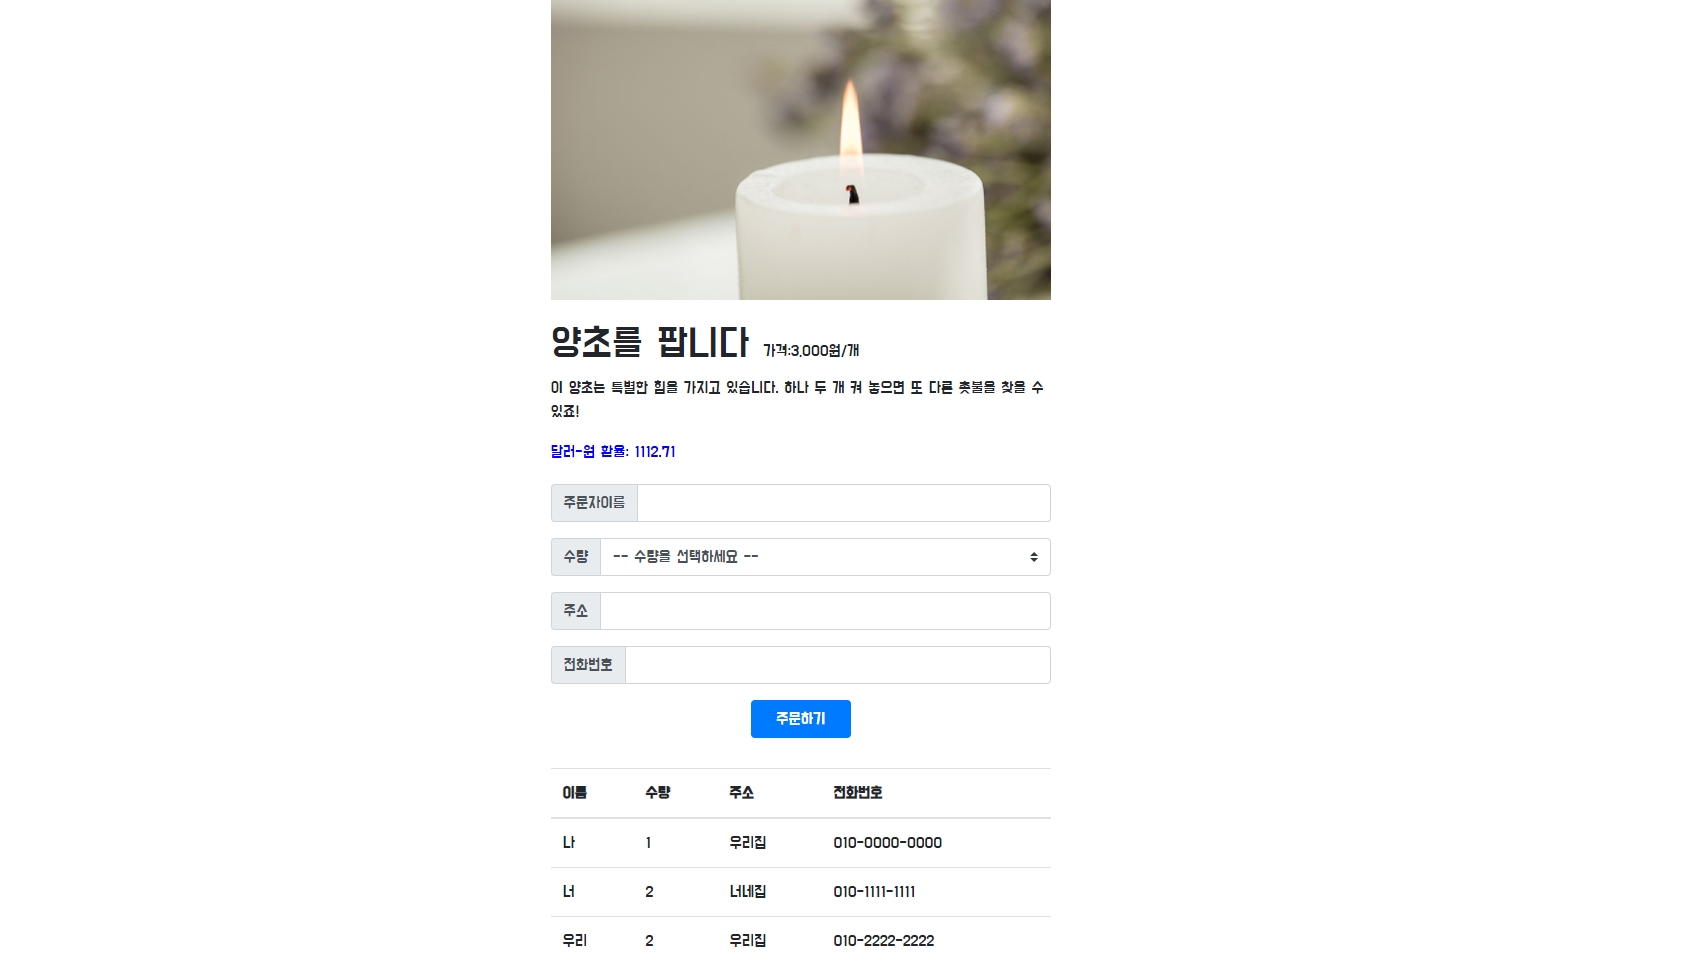 양초를 팝니다 가격:3,000원/개
이 양초는 특별한 힘을 가지고 있습니다. 하나 두 개 켜 놓으면 또 다른 촛불을 찾을 수
있죠!
달러-원 환율: 1112.71
주문자이름
수량 -- 수량을 선택하세요 --
주소
전화번호
주문하기
이름 수량 주소 전화번호
나 1 우리집 010-0000-0000
너 2 너네집 010-1111-1111
우리 2 우리집 010-2222-2222